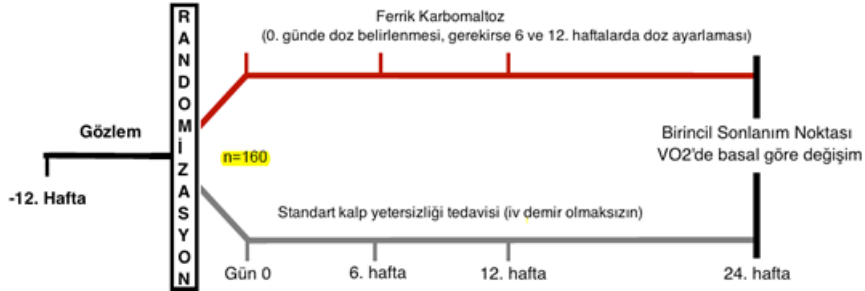 Ferrik Karbomaltoz
(0. günde doz belirlenmesi, gerekirse 6 ve 12. haftalarda doz ayarlaması)
RANDOMİZASYON
Gözlem
n=160
-12. Hafta
Birincil Sonlanım Noktası
VO2'de basal göre değişim
Standart kalp yetersizliği tedavisi (iv demir olmaksızın)
Gün 0
6. hafta
12. hafta
24. hafta